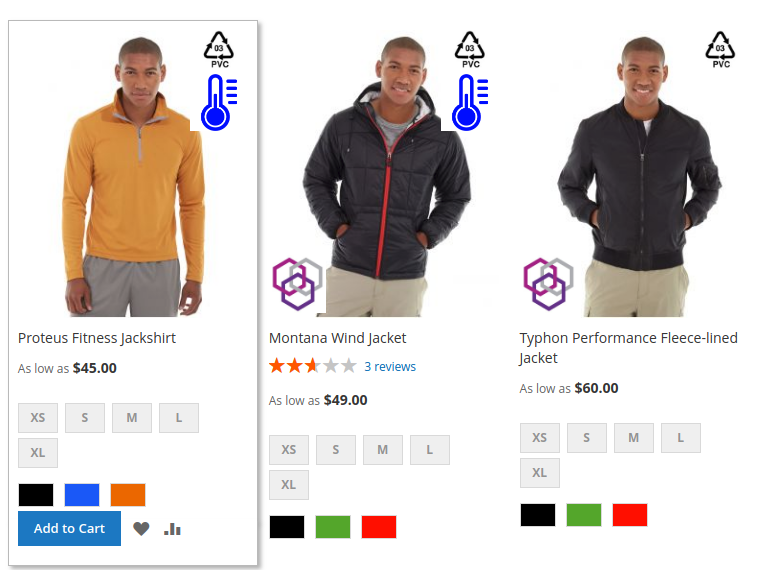 03
PVC
Proteus Fitness Jackshirt
As low as $45.00
XS S M L
XL
Add to Cart
03
PVC
Montana Wind Jacket
3 reviews
As low as $49.00
XS S M L
XL
03
PVC
Typhon Performance Fleece-lined
Jacket
As low as $60.00
XS S M L
XL